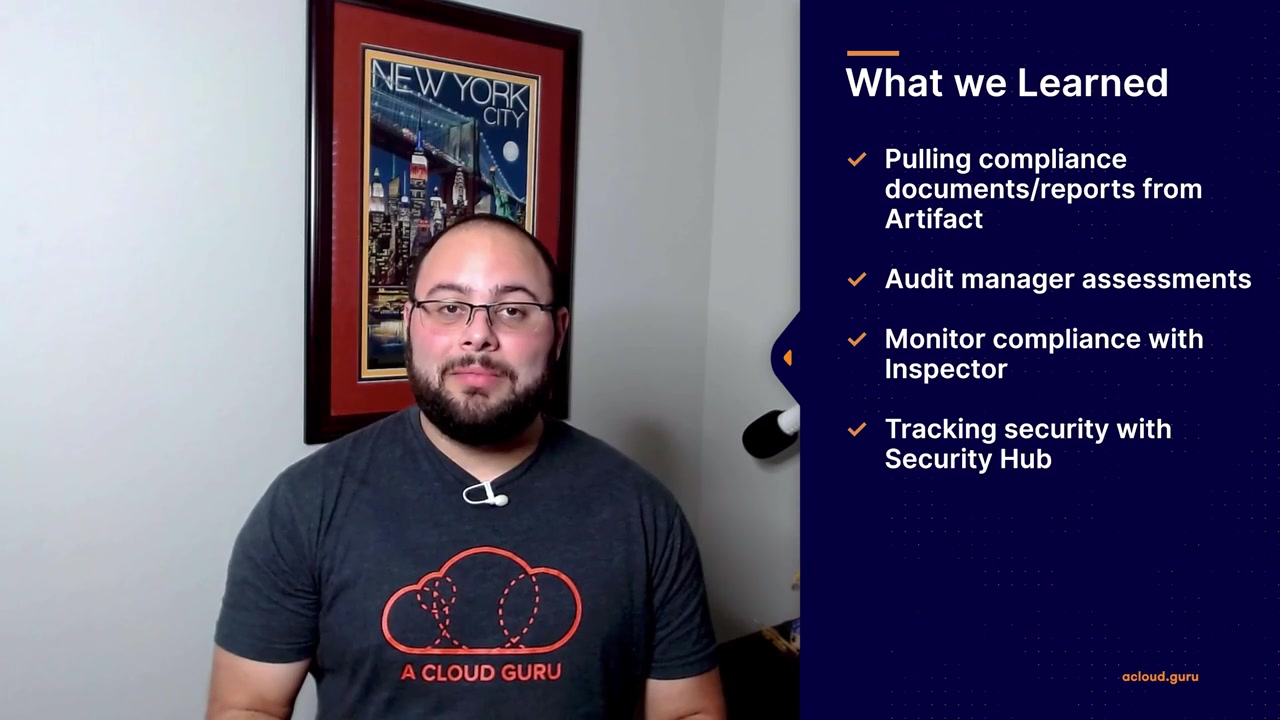 NEW YORK
CITY
A CLOUD GURU
What we Learned
Pulling compliance
documents/reports from
Artifact
Audit manager assessments
Monitor compliance with
Inspector
Tracking security with
Security Hub
acloud.guru